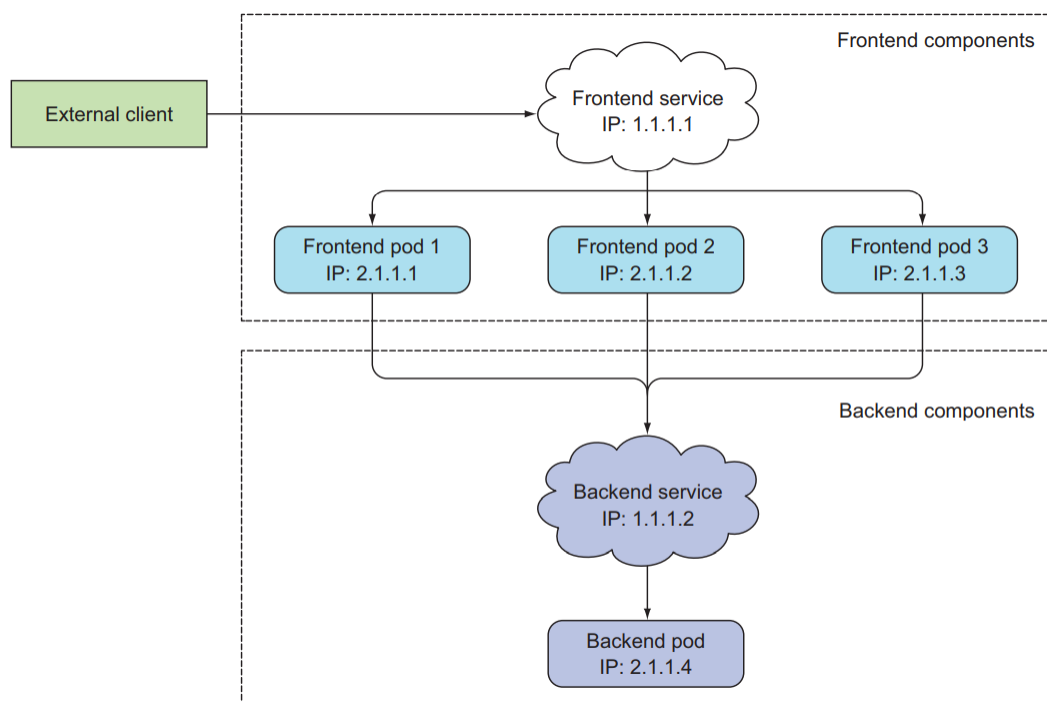 Frontend components
External client
Frontend service
IP: 1.1.1.1
Frontend pod 1
IP: 2.1.1.1
Frontend pod 2
IP: 2.1.1.2
Frontend pod 3
IP: 2.1.1.3
Backend components
Backend service
IP: 1.1.1.2
Backend pod
IP: 2.1.1.4